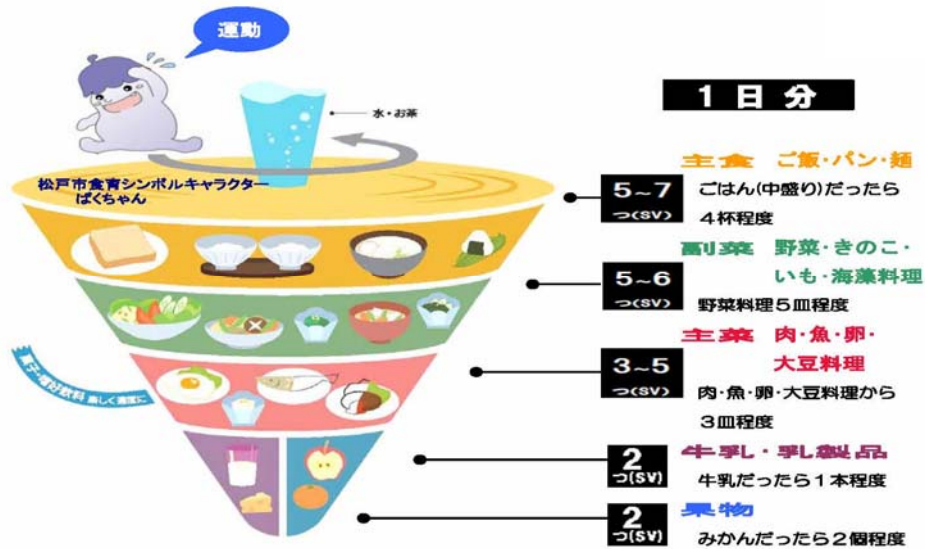 運動
水・お茶
松戸市食育シンボルキャラクター
ぱくちゃん
菓子・嗜好飲料 楽しく適度に
1日分
主食 ご飯・パン・麺
5~7
つ(SV)
ごはん(中盛り)だったら
4杯程度
副菜 野菜・きのこ・
いも・海藻料理
5~6
つ(SV)
野菜料理5皿程度
主菜 肉・魚・卵・
大豆料理
3~5
つ(SV)
肉・魚・卵・大豆料理から
3皿程度
牛乳・乳製品
2
つ(SV)
牛乳だったら1本程度
果物
2
つ(SV)
みかんだったら2個程度